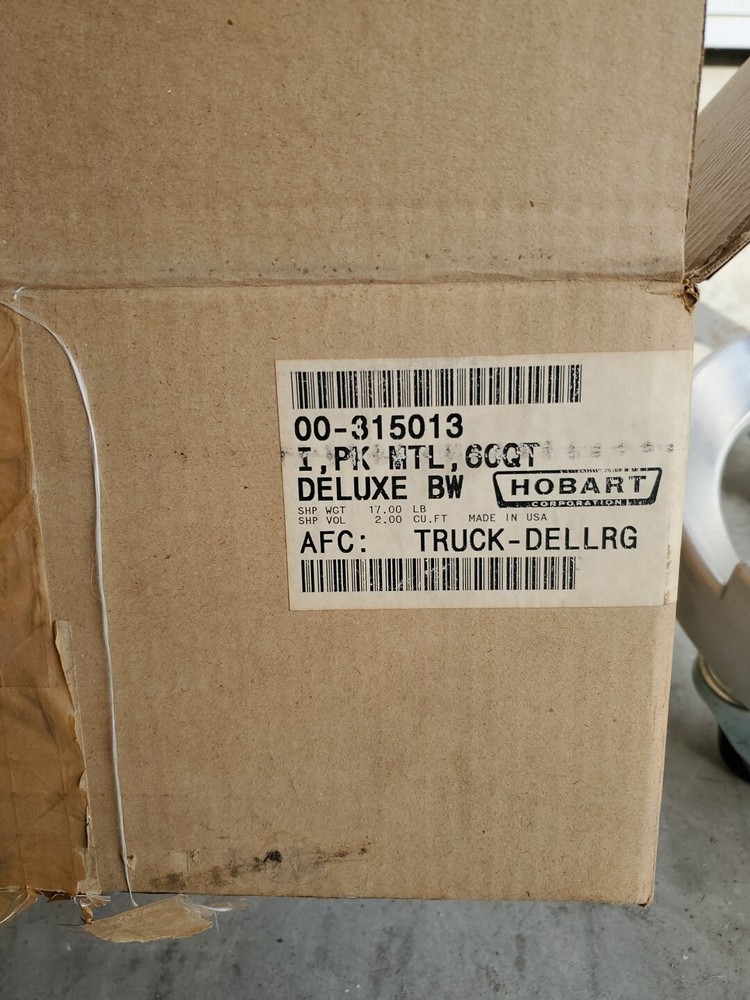 00-315013
I,PK MTL,60QT
DELUXE BW
HOBART
CORPORATION
SHP WGT 17.00 LB
SHP VOL 2.00 CU.FT MADE IN USA
AFC: TRUCK-DELLRG